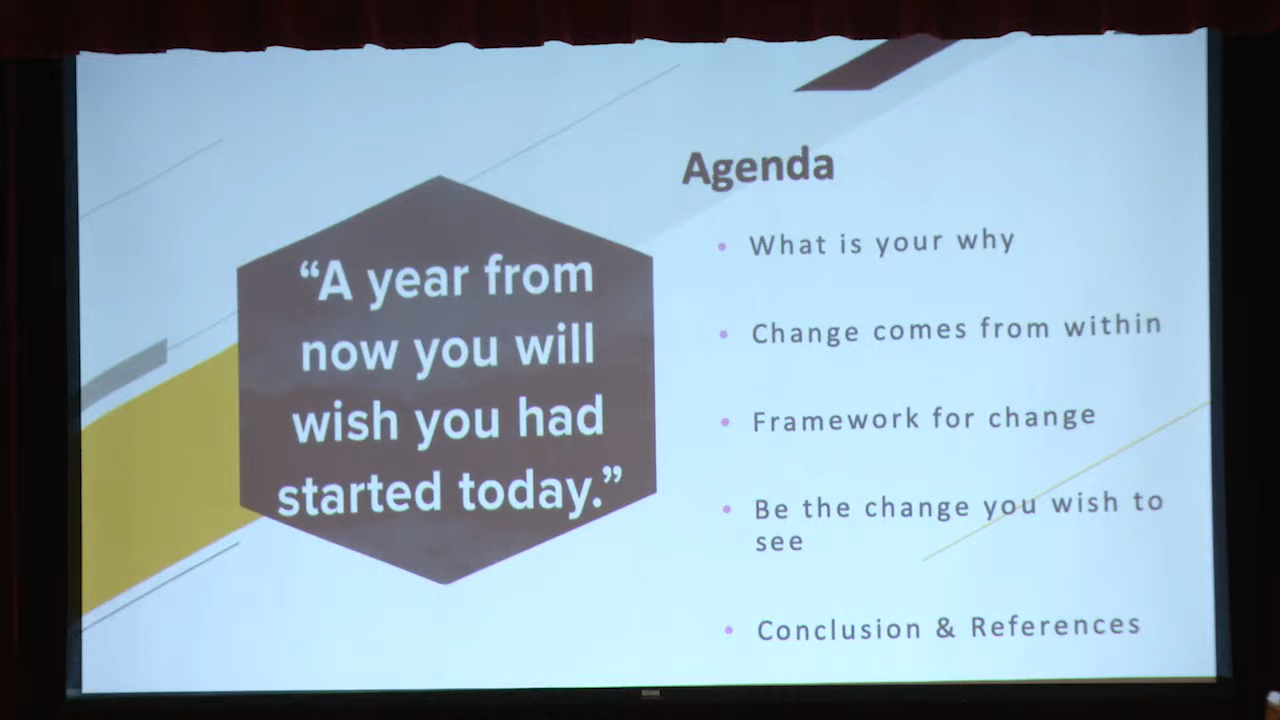 “A year from
now you will
wish you had
started today.”
Agenda
• What is your why
• Change comes from within
• Framework for change
• Be the change you wish to
see
• Conclusion & References